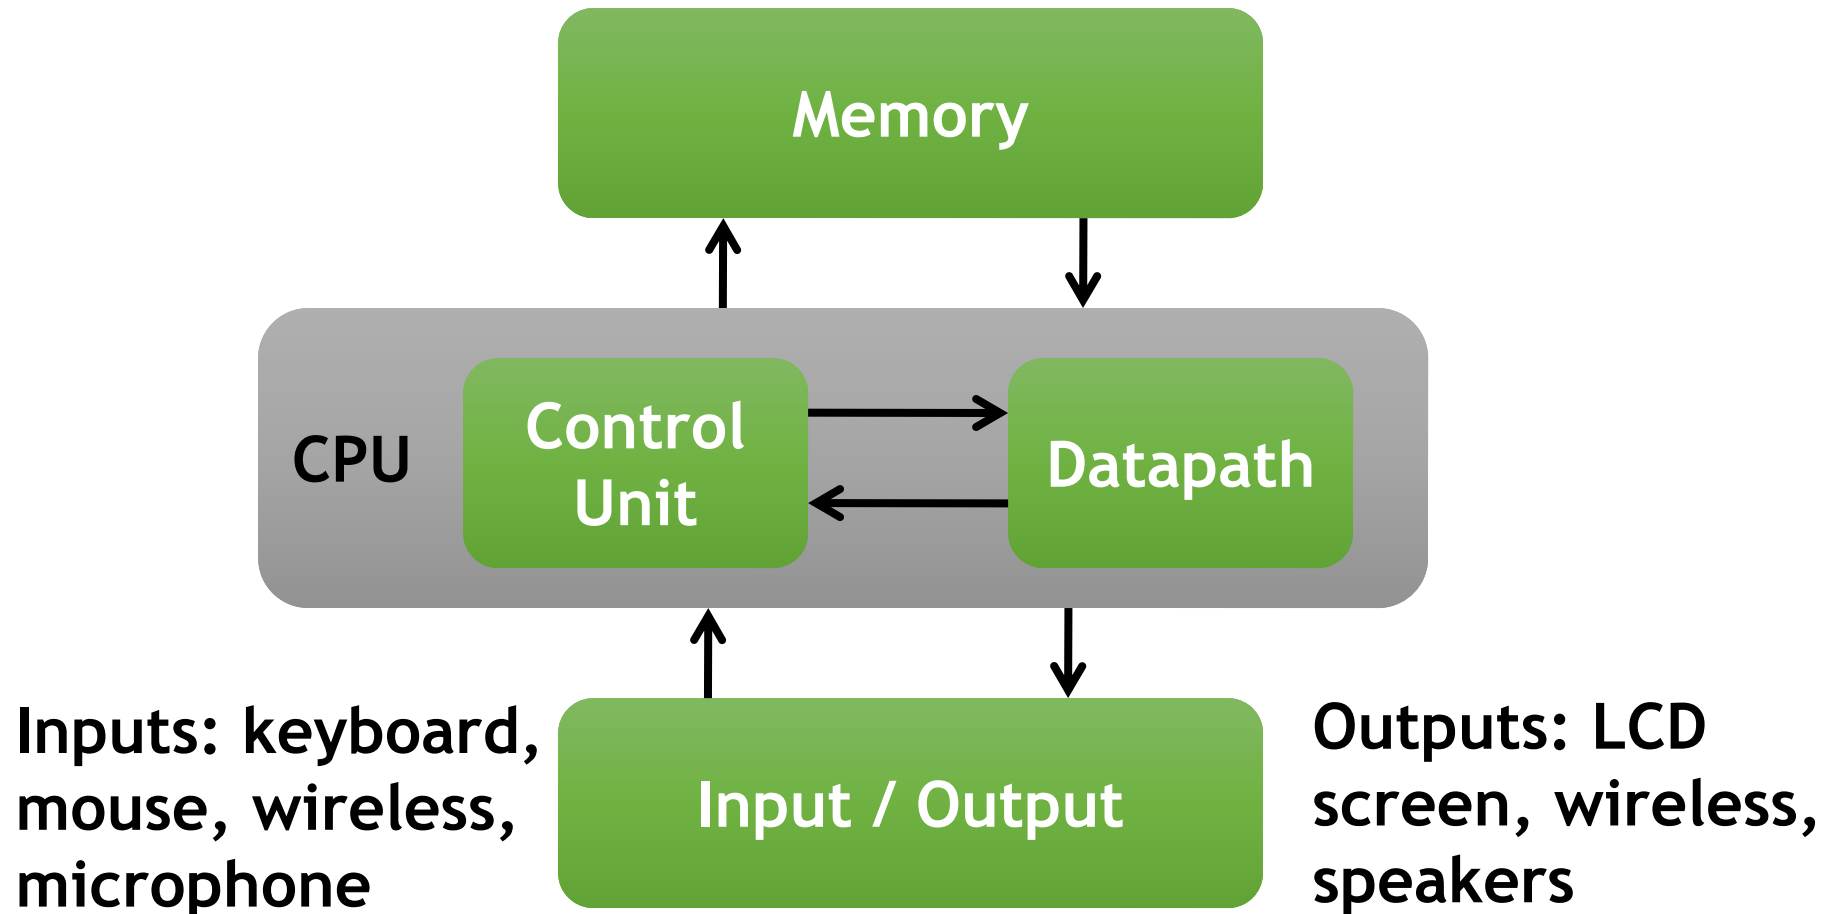 Memory
CPU
Control
Unit
Datapath
Inputs: keyboard,
mouse, wireless,
microphone
Input / Output
Outputs: LCD
screen, wireless,
speakers